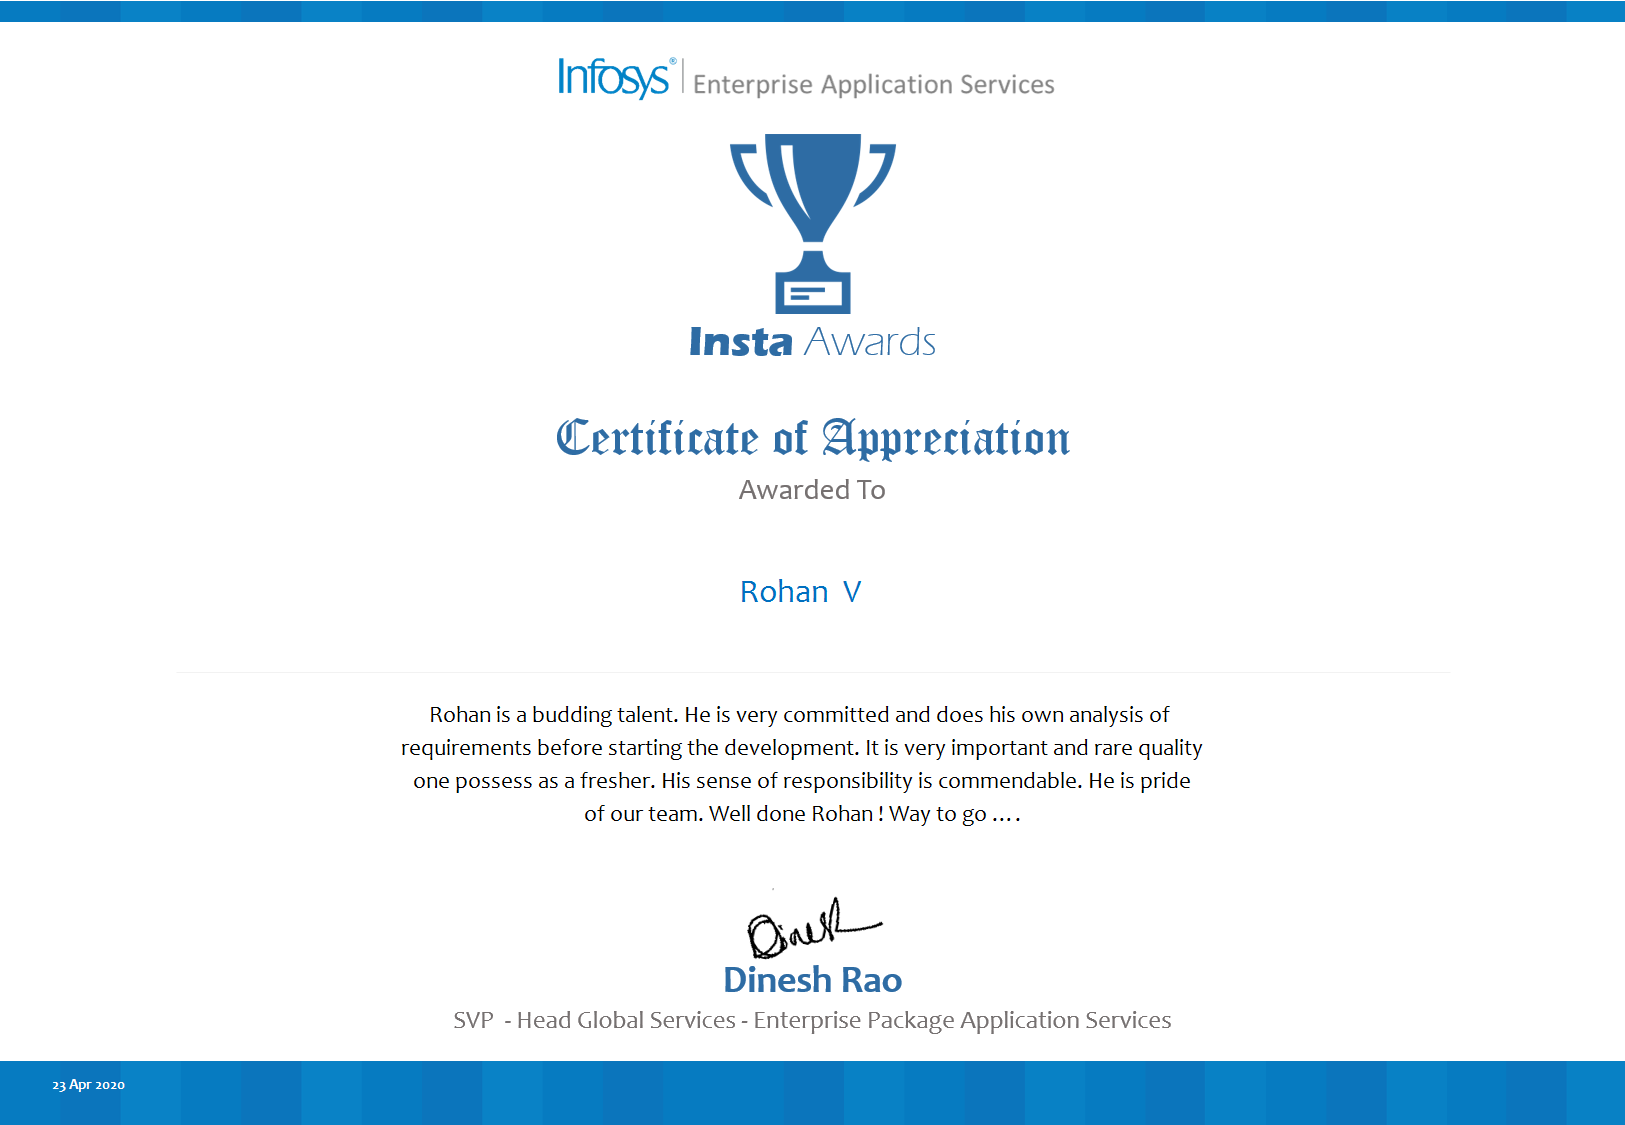 Infosys® | Enterprise Application Services
Insta Awards
Certificate of Appreciation
Awarded To
Rohan V
Rohan is a budding talent. He is very committed and does his own analysis of
requirements before starting the development. It is very important and rare quality
one possess as a fresher. His sense of responsibility is commendable. He is pride
of our team. Well done Rohan ! Way to go ….
Dinesh
Dinesh Rao
SVP - Head Global Services - Enterprise Package Application Services
23 Apr 2020